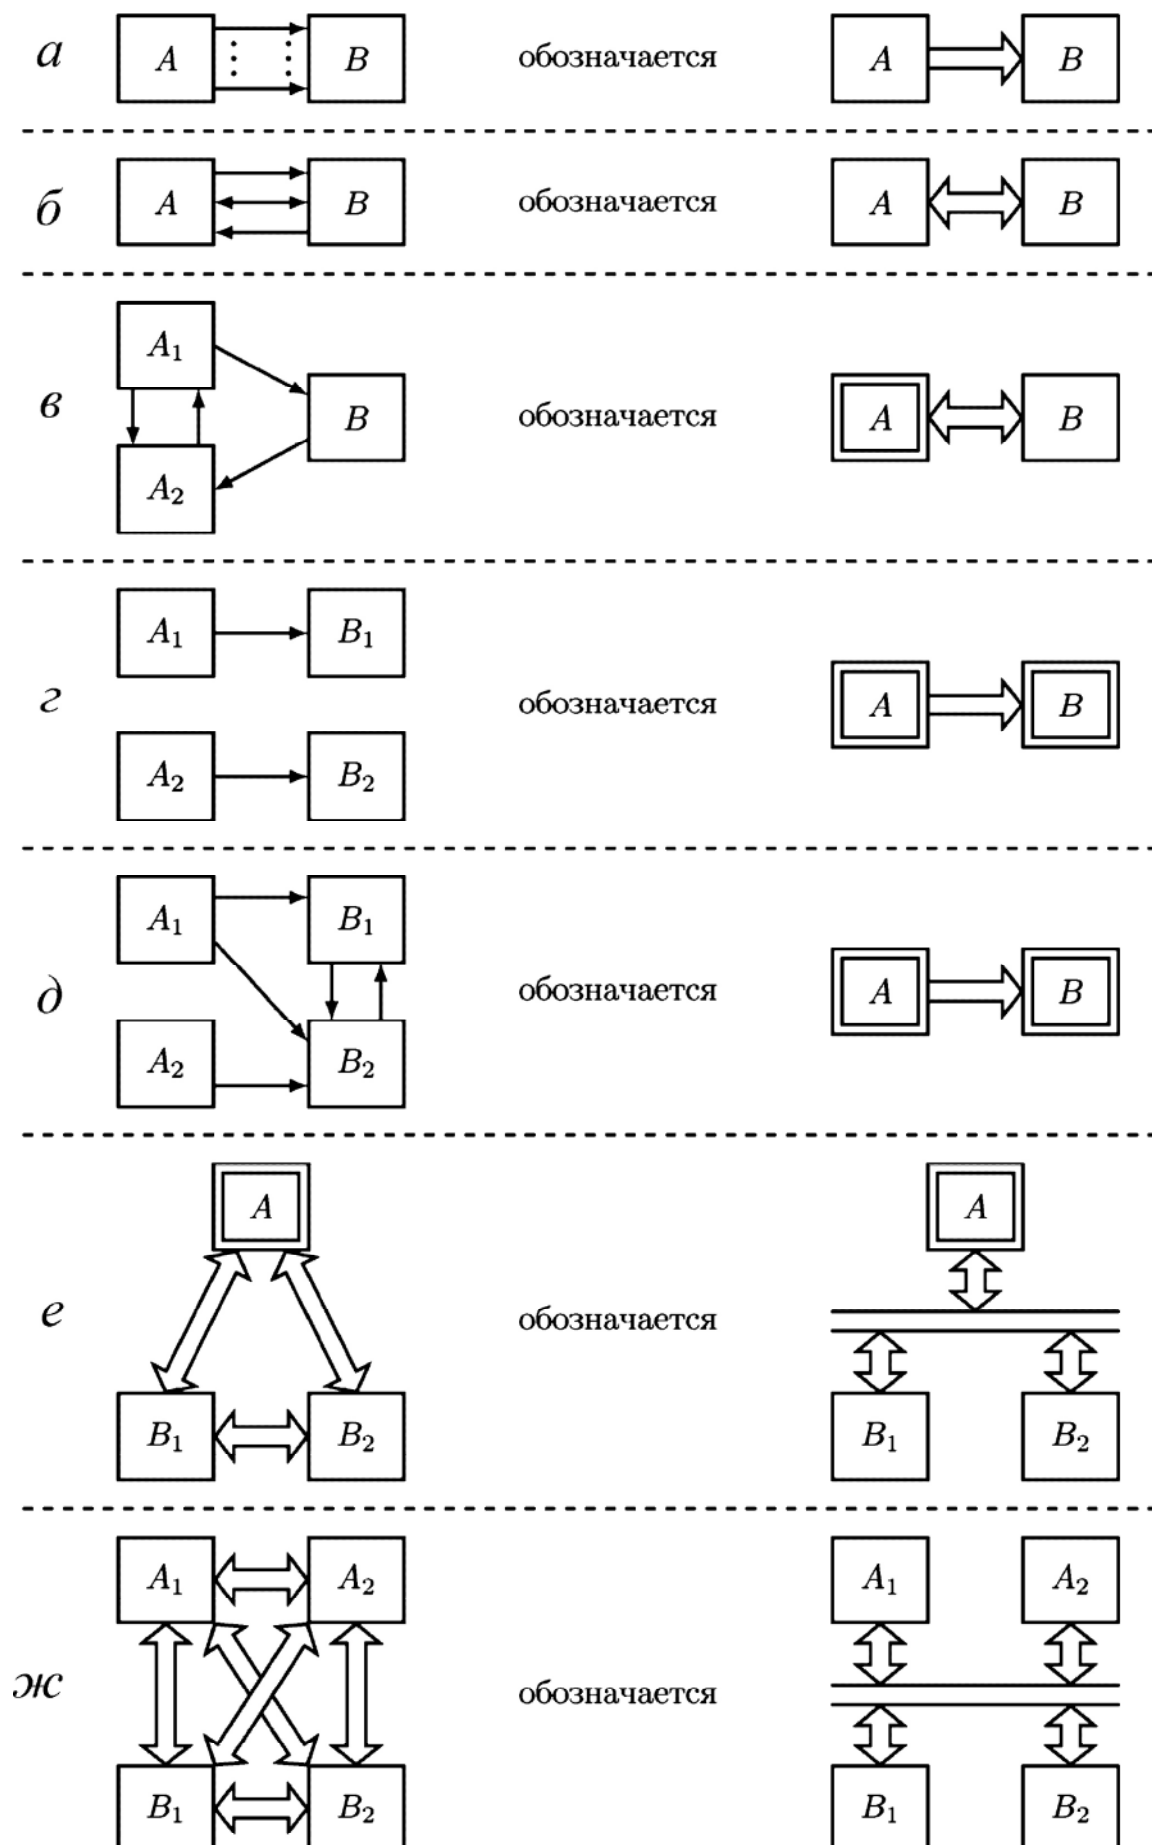 а A B обозначается A B
б A B обозначается A B
A₁
в B обозначается A B
A₂
A₁ B₁
г обозначается A B
A₂ B₂
A₁ B₁
д обозначается A B
A₂ B₂
A A
е обозначается
B₁ B₂ B₁ B₂
A₁ A₂ A₁ A₂
ж обозначается
B₁ B₂ B₁ B₂